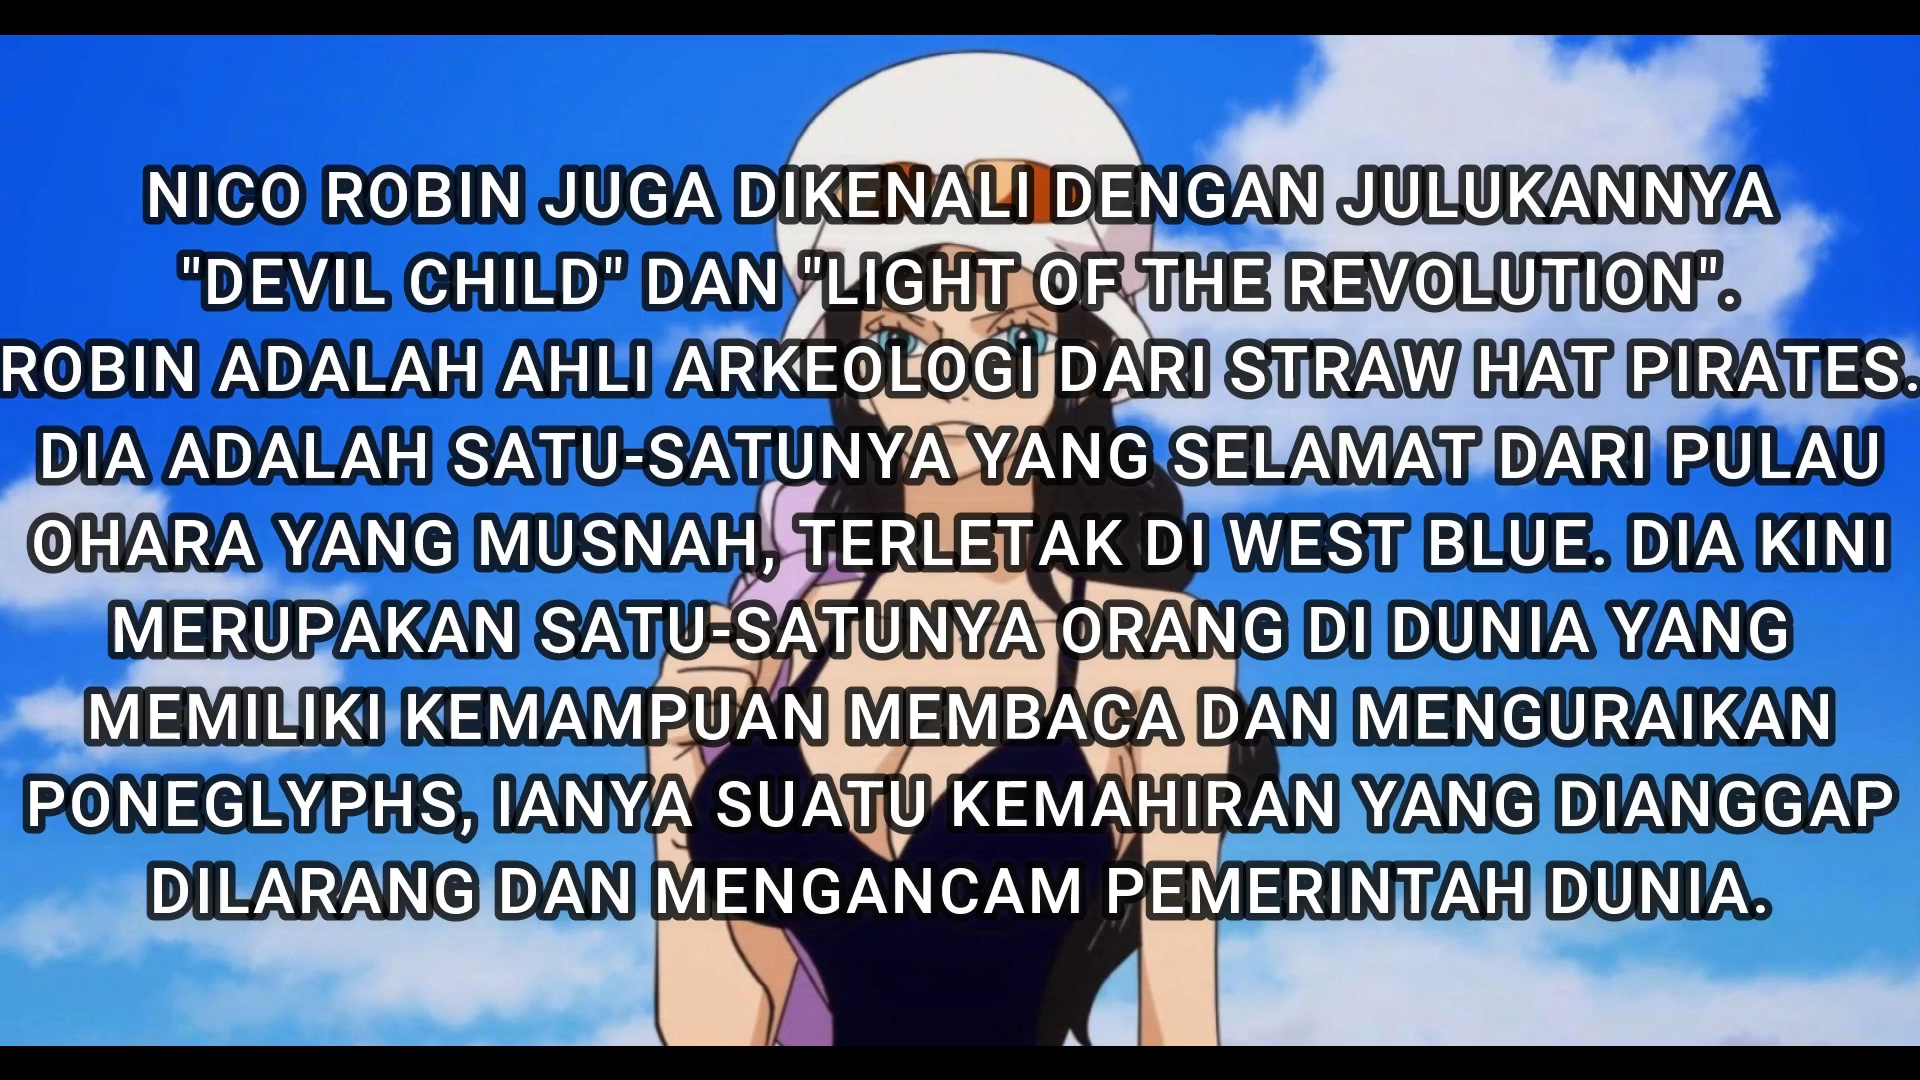 NICO ROBIN JUGA DIKENALI DENGAN JULUKANNYA
"DEVIL CHILD" DAN "LIGHT OF THE REVOLUTION".
ROBIN ADALAH AHLI ARKEOLOGI DARI STRAW HAT PIRATES.
DIA ADALAH SATU-SATUNYA YANG SELAMAT DARI PULAU
OHARA YANG MUSNAH, TERLETAK DI WEST BLUE. DIA KINI
MERUPAKAN SATU-SATUNYA ORANG DI DUNIA YANG
MEMILIKI KEMAMPUAN MEMBACA DAN MENGURAIKAN
PONEGLYPHS, IANYA SUATU KEMAHIRAN YANG DIANGGAP
DILARANG DAN MENGANCAM PEMERINTAH DUNIA.